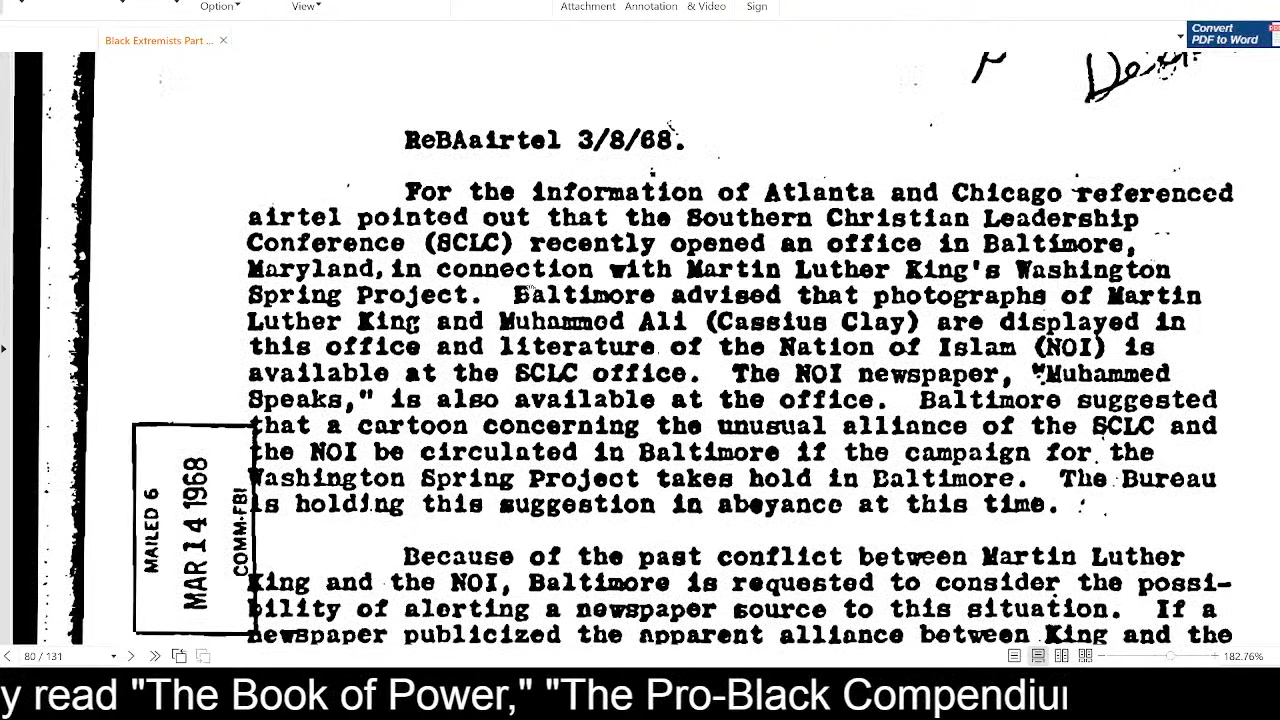 Option View Attachment Annotation & Video Sign
Black Extremists Part ...
Convert
PDF to Word
ReBAairtel 3/8/68.
For the information of Atlanta and Chicago referenced
airtel pointed out that the Southern Christian Leadership
Conference (SCLC) recently opened an office in Baltimore,
Maryland, in connection with Martin Luther King's Washington
Spring Project. Baltimore advised that photographs of Martin
Luther King and Muhammed Ali (Cassius Clay) are displayed in
this office and literature of the Nation of Islam (NOI) is
available at the SCLC office. The NOI newspaper, "Muhammed
Speaks," is also available at the office. Baltimore suggested
that a cartoon concerning the unusual alliance of the SCLC and
the NOI be circulated in Baltimore if the campaign for the
Washington Spring Project takes hold in Baltimore. The Bureau
is holding this suggestion in abeyance at this time.
MAILED 6
MAR 14 1968
COMM-FBI
Because of the past conflict between Martin Luther
King and the NOI, Baltimore is requested to consider the possi-
bility of alerting a newspaper source to this situation. If a
newspaper publicized the apparent alliance between King and the
80 / 131
182.76%
y read "The Book of Power," "The Pro-Black Compendiu